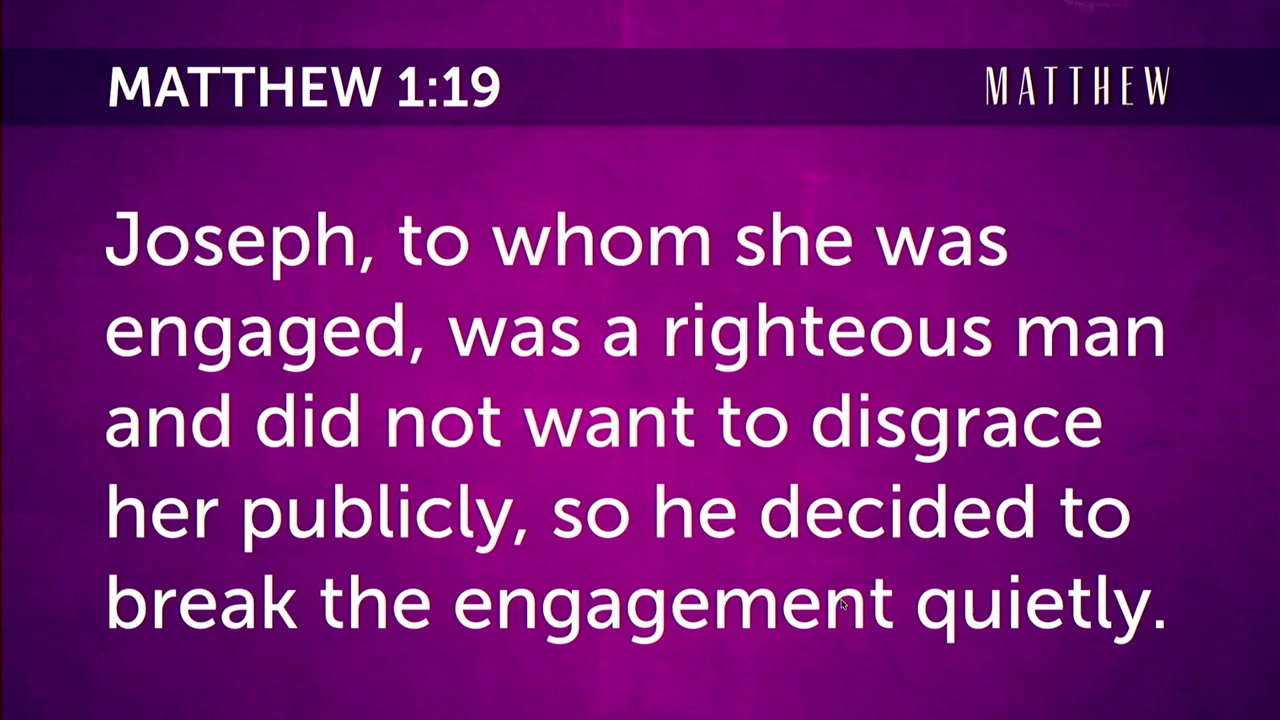 MATTHEW 1:19
MATTHEW
Joseph, to whom she was
engaged, was a righteous man
and did not want to disgrace
her publicly, so he decided to
break the engagement quietly.